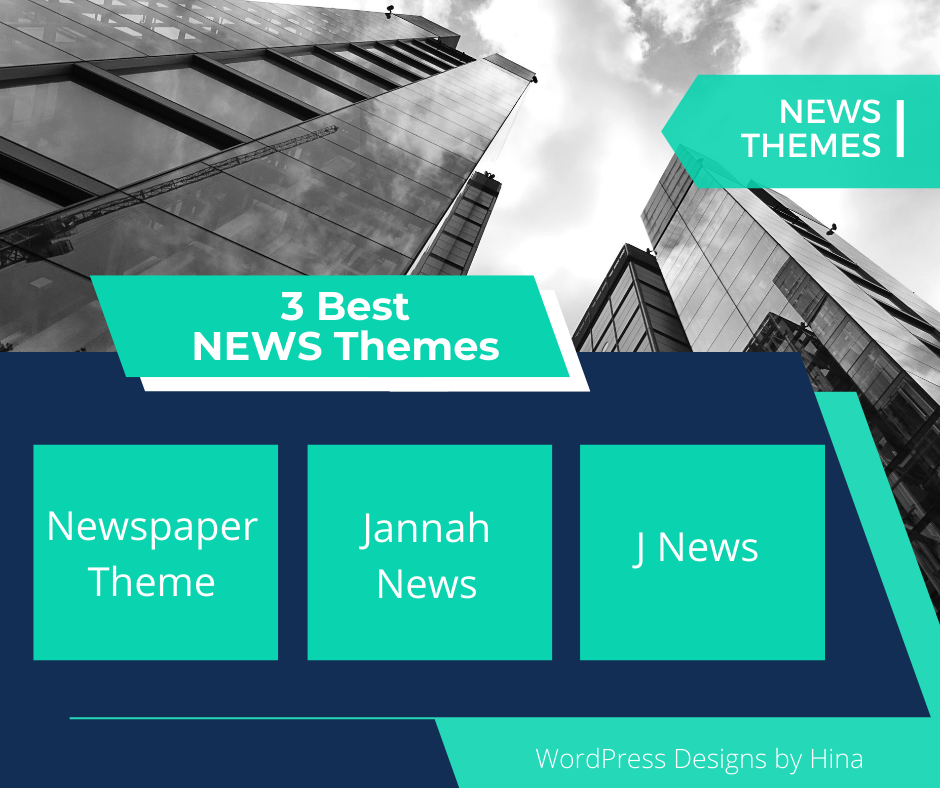 NEWS
THEMES
3 Best
NEWS Themes
Newspaper
Theme
Jannah
News
J News
WordPress Designs by Hina